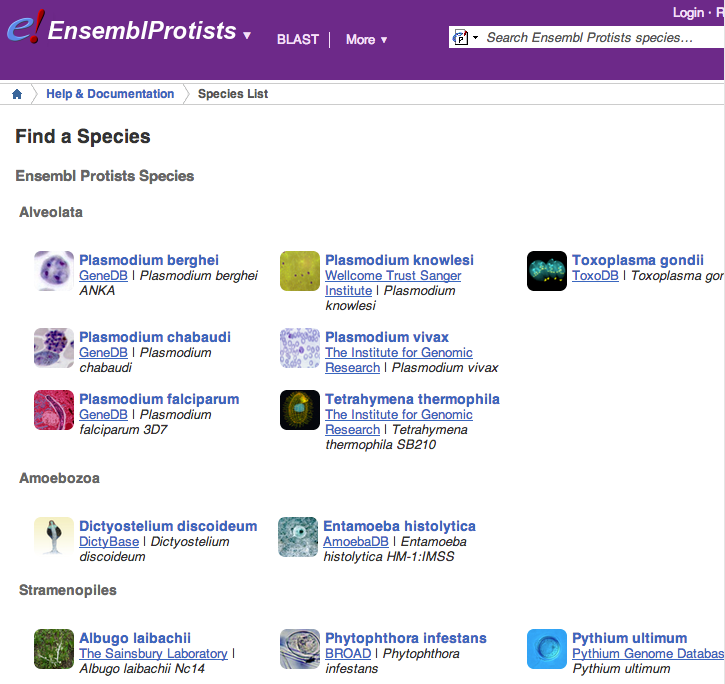 Login · R
e! EnsemblProtists ▼
BLAST | More ▼
Search Ensembl Protists species...
Help & Documentation
Species List
Find a Species
Ensembl Protists Species
Alveolata
Plasmodium berghei
GeneDB | Plasmodium berghei
ANKA
Plasmodium knowlesi
Wellcome Trust Sanger
Institute | Plasmodium
knowlesi
Toxoplasma gondii
ToxoDB | Toxoplasma gon
Plasmodium chabaudi
GeneDB | Plasmodium
chabaudi
Plasmodium vivax
The Institute for Genomic
Research | Plasmodium vivax
Plasmodium falciparum
GeneDB | Plasmodium
falciparum 3D7
Tetrahymena thermophila
The Institute for Genomic
Research | Tetrahymena
thermophila SB210
Amoebozoa
Dictyostelium discoideum
DictyBase | Dictyostelium
discoideum
Entamoeba histolytica
AmoebaDB | Entamoeba
histolytica HM-1:IMSS
Stramenopiles
Albugo laibachii
The Sainsbury Laboratory |
Albugo laibachii Nc14
Phytophthora infestans
BROAD | Phytophthora
infestans
Pythium ultimum
Pythium Genome Databas
Pythium ultimum